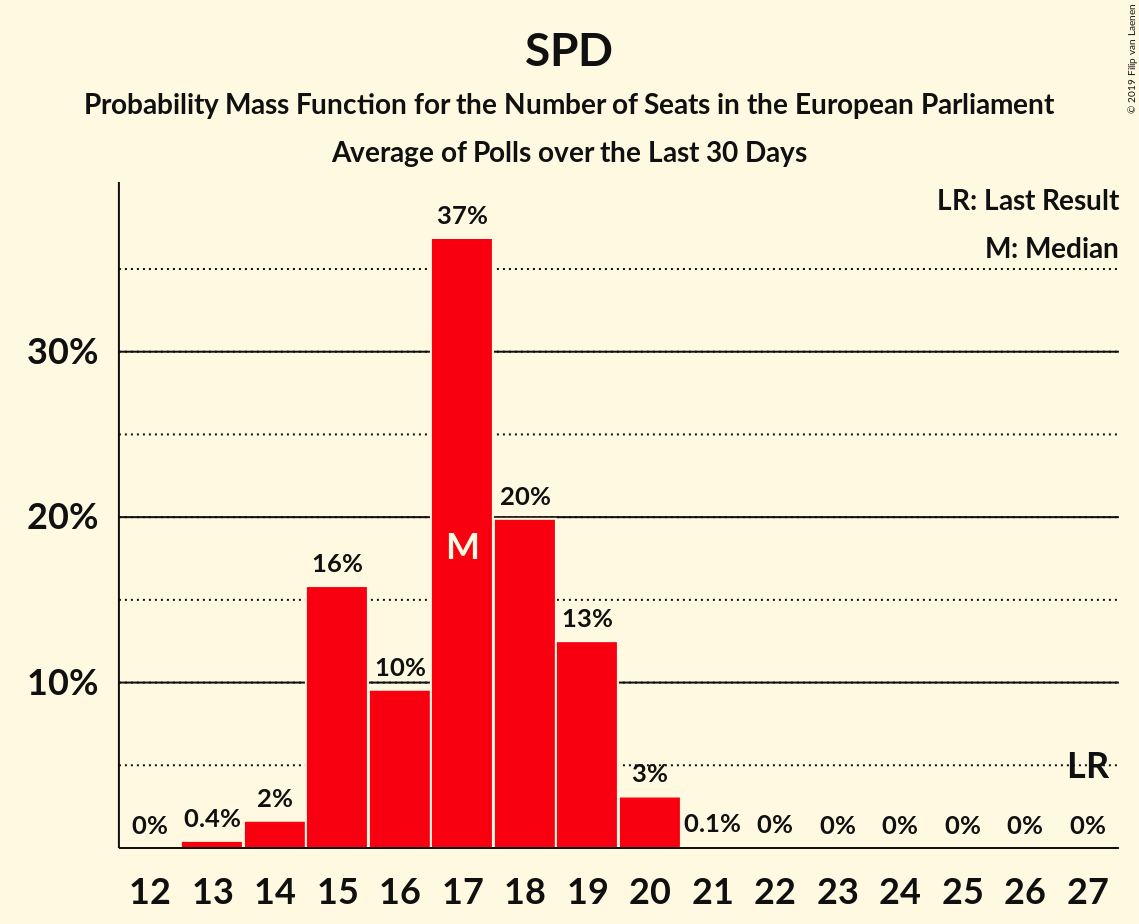 SPD
Probability Mass Function for the Number of Seats in the European Parliament
Average of Polls over the Last 30 Days
© 2019 Filip van Laenen
LR: Last Result
M: Median
37%
30%
20%
20%
M
16%
13%
10%
10%
LR
3%
2%
0% 0.4% 0.1% 0% 0% 0% 0% 0% 0%
12 13 14 15 16 17 18 19 20 21 22 23 24 25 26 27